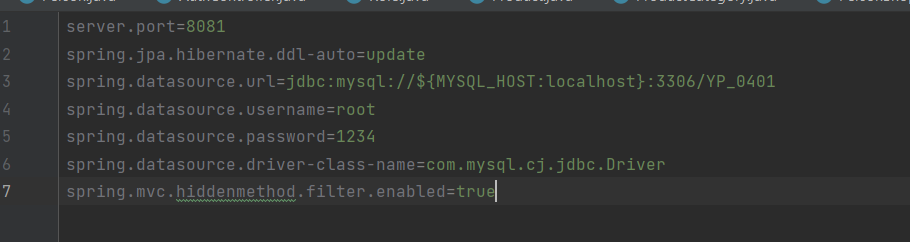 1 server.port=8081
2 spring.jpa.hibernate.ddl-auto=update
3 spring.datasource.url=jdbc:mysql://${MYSQL_HOST:localhost}:3306/YP_0401
4 spring.datasource.username=root
5 spring.datasource.password=1234
6 spring.datasource.driver-class-name=com.mysql.cj.jdbc.Driver
7 spring.mvc.hiddenmethod.filter.enabled=true